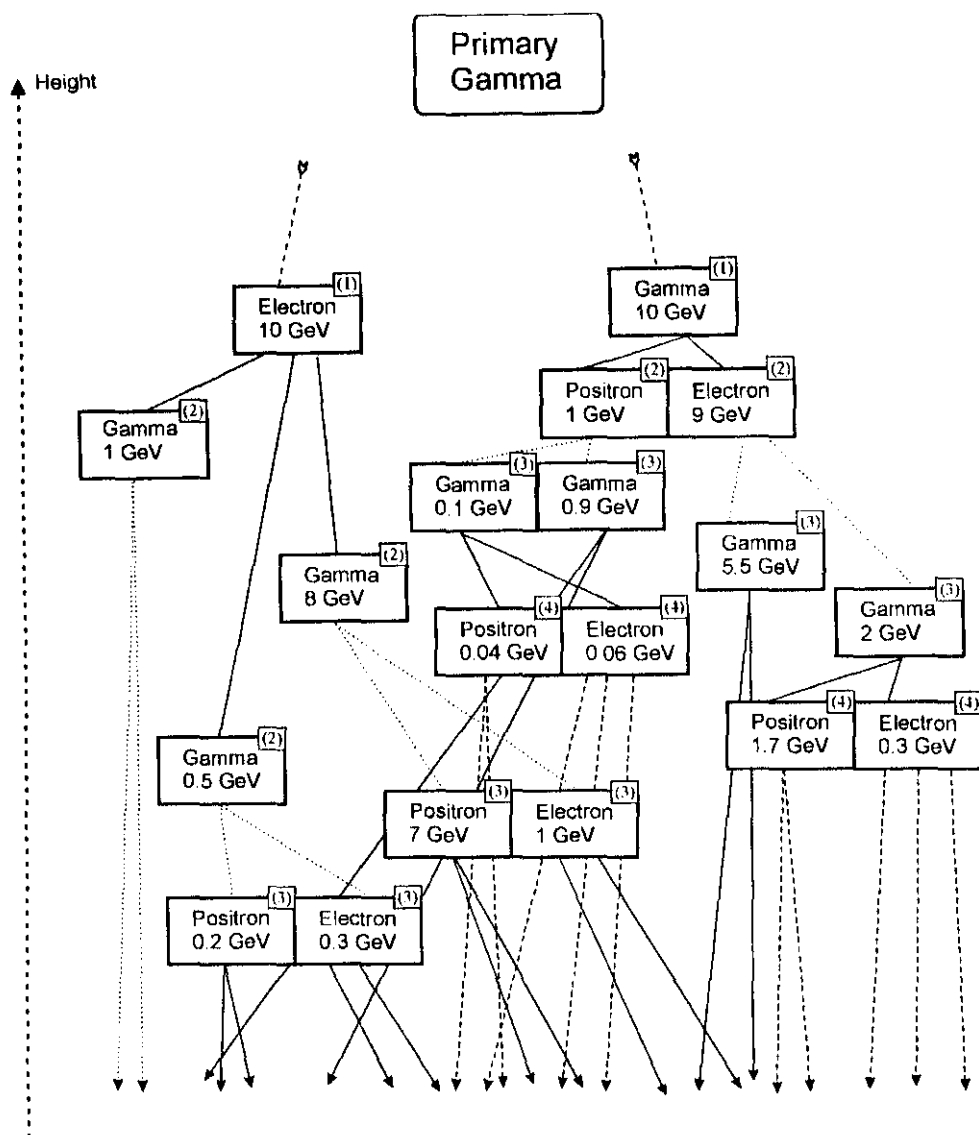 Primary
Gamma
Height
(1)
Electron
10 GeV
(1)
Gamma
10 GeV
(2)
Positron
1 GeV
(2)
Electron
9 GeV
(2)
Gamma
1 GeV
(3)
Gamma
0.1 GeV
(3)
Gamma
0.9 GeV
(3)
Gamma
5.5 GeV
(2)
Gamma
8 GeV
(3)
Gamma
2 GeV
(4)
Positron
0.04 GeV
(4)
Electron
0.06 GeV
(4)
Positron
1.7 GeV
(4)
Electron
0.3 GeV
(2)
Gamma
0.5 GeV
(3)
Positron
7 GeV
(3)
Electron
1 GeV
(3)
Positron
0.2 GeV
(3)
Electron
0.3 GeV